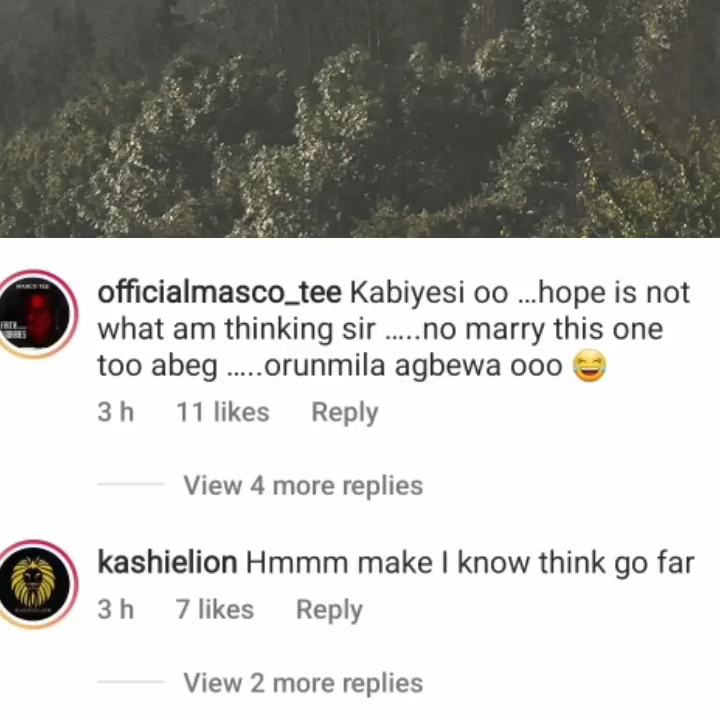 MASCO TEE
officialmasco_tee Kabiyesi oo ...hope is not
what am thinking sir .....no marry this one
too abeg .....orunmila agbewa ooo 😂
3 h 11 likes Reply
View 4 more replies
kashielion Hmmm make I know think go far
3 h 7 likes Reply
View 2 more replies